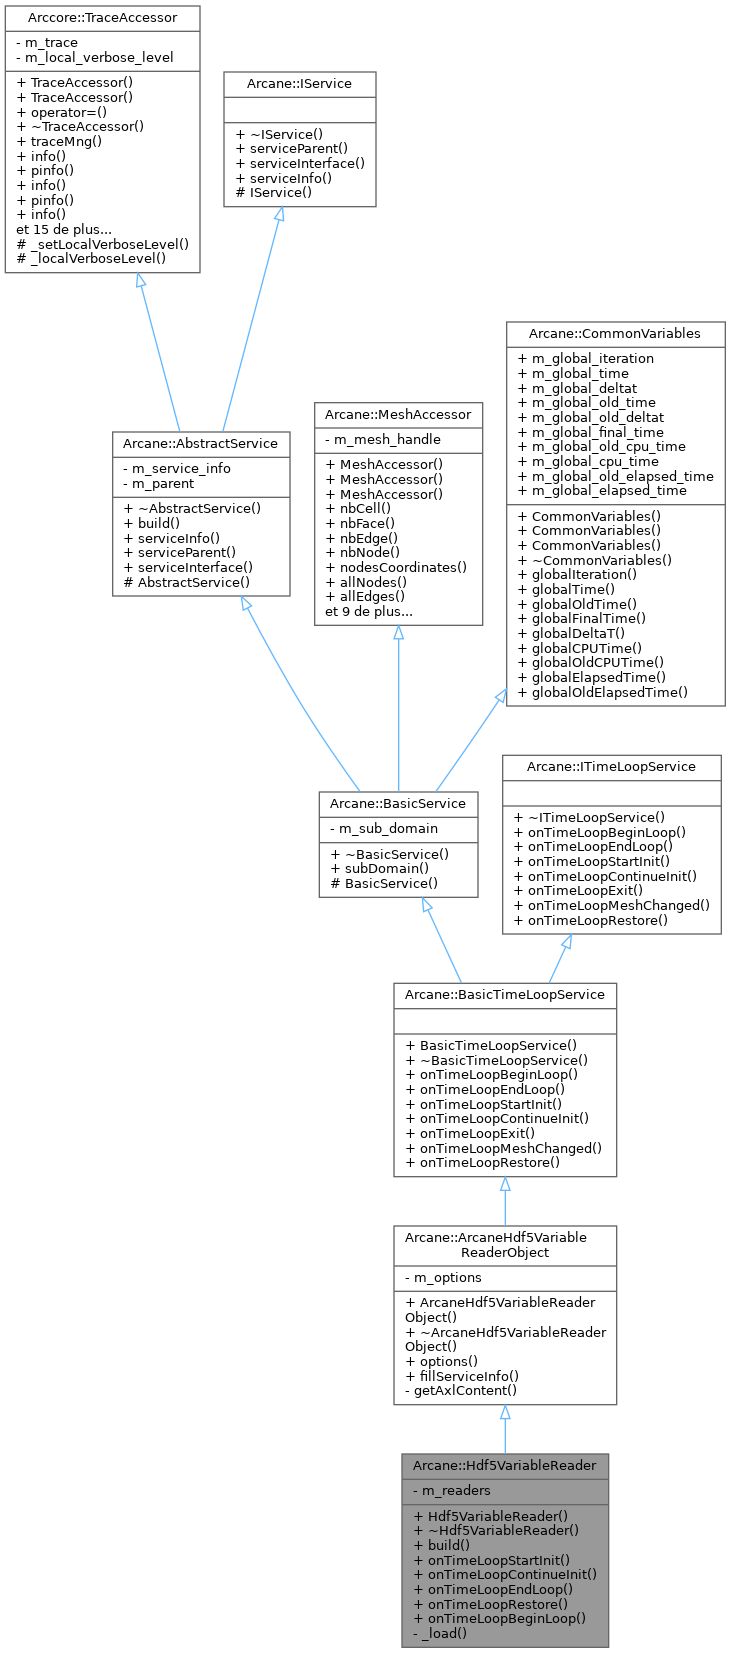 Arccore::TraceAccessor
- m_trace
- m_local_verbose_level
+ TraceAccessor()
+ TraceAccessor()
+ operator=()
+ ~TraceAccessor()
+ traceMng()
+ info()
+ pinfo()
+ info()
+ pinfo()
+ info()
et 15 de plus...
# _setLocalVerboseLevel()
# _localVerboseLevel()
Arcane::IService
+ ~IService()
+ serviceParent()
+ serviceInterface()
+ serviceInfo()
# IService()
Arcane::CommonVariables
+ m_global_iteration
+ m_global_time
+ m_global_deltat
+ m_global_old_time
+ m_global_old_deltat
+ m_global_final_time
+ m_global_old_cpu_time
+ m_global_cpu_time
+ m_global_old_elapsed_time
+ m_global_elapsed_time
+ CommonVariables()
+ CommonVariables()
+ CommonVariables()
+ ~CommonVariables()
+ globalIteration()
+ globalTime()
+ globalOldTime()
+ globalFinalTime()
+ globalDeltaT()
+ globalCPUTime()
+ globalOldCPUTime()
+ globalElapsedTime()
+ globalOldElapsedTime()
Arcane::MeshAccessor
- m_mesh_handle
+ MeshAccessor()
+ MeshAccessor()
+ MeshAccessor()
+ nbCell()
+ nbFace()
+ nbEdge()
+ nbNode()
+ nodesCoordinates()
+ allNodes()
+ allEdges()
et 9 de plus...
Arcane::AbstractService
- m_service_info
- m_parent
+ ~AbstractService()
+ build()
+ serviceInfo()
+ serviceParent()
+ serviceInterface()
# AbstractService()
Arcane::ITimeLoopService
+ ~ITimeLoopService()
+ onTimeLoopBeginLoop()
+ onTimeLoopEndLoop()
+ onTimeLoopStartInit()
+ onTimeLoopContinueInit()
+ onTimeLoopExit()
+ onTimeLoopMeshChanged()
+ onTimeLoopRestore()
Arcane::BasicService
- m_sub_domain
+ ~BasicService()
+ subDomain()
# BasicService()
Arcane::BasicTimeLoopService
+ BasicTimeLoopService()
+ ~BasicTimeLoopService()
+ onTimeLoopBeginLoop()
+ onTimeLoopEndLoop()
+ onTimeLoopStartInit()
+ onTimeLoopContinueInit()
+ onTimeLoopExit()
+ onTimeLoopMeshChanged()
+ onTimeLoopRestore()
Arcane::ArcaneHdf5Variable
ReaderObject
- m_options
+ ArcaneHdf5VariableReader
Object()
+ ~ArcaneHdf5VariableReader
Object()
+ options()
+ fillServiceInfo()
- getAxlContent()
Arcane::Hdf5VariableReader
- m_readers
+ Hdf5VariableReader()
+ ~Hdf5VariableReader()
+ build()
+ onTimeLoopStartInit()
+ onTimeLoopContinueInit()
+ onTimeLoopEndLoop()
+ onTimeLoopRestore()
+ onTimeLoopBeginLoop()
- _load()